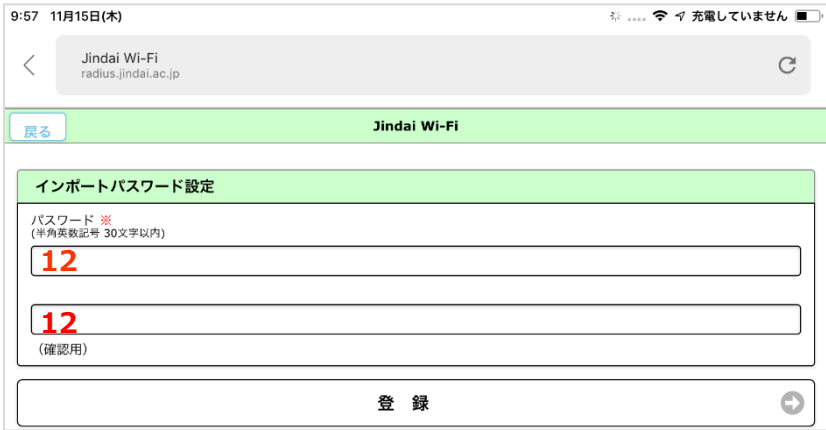 9:57 11月15日(木) 充電していません
Jindai Wi-Fi
radius.jindai.ac.jp
戻る Jindai Wi-Fi
インポートパスワード設定
パスワード ※
(半角英数記号 30文字以内)
12
12
(確認用)
登 録